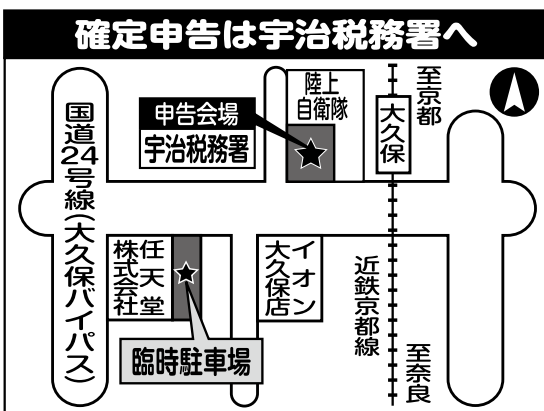 確定申告は宇治税務署へ
国道24号線(大久保バイパス)
申告会場
宇治税務署
陸上
自衛隊
大久保
至京都
任天堂
株式会社
臨時駐車場
イオン
大久保店
近鉄京都線
至奈良